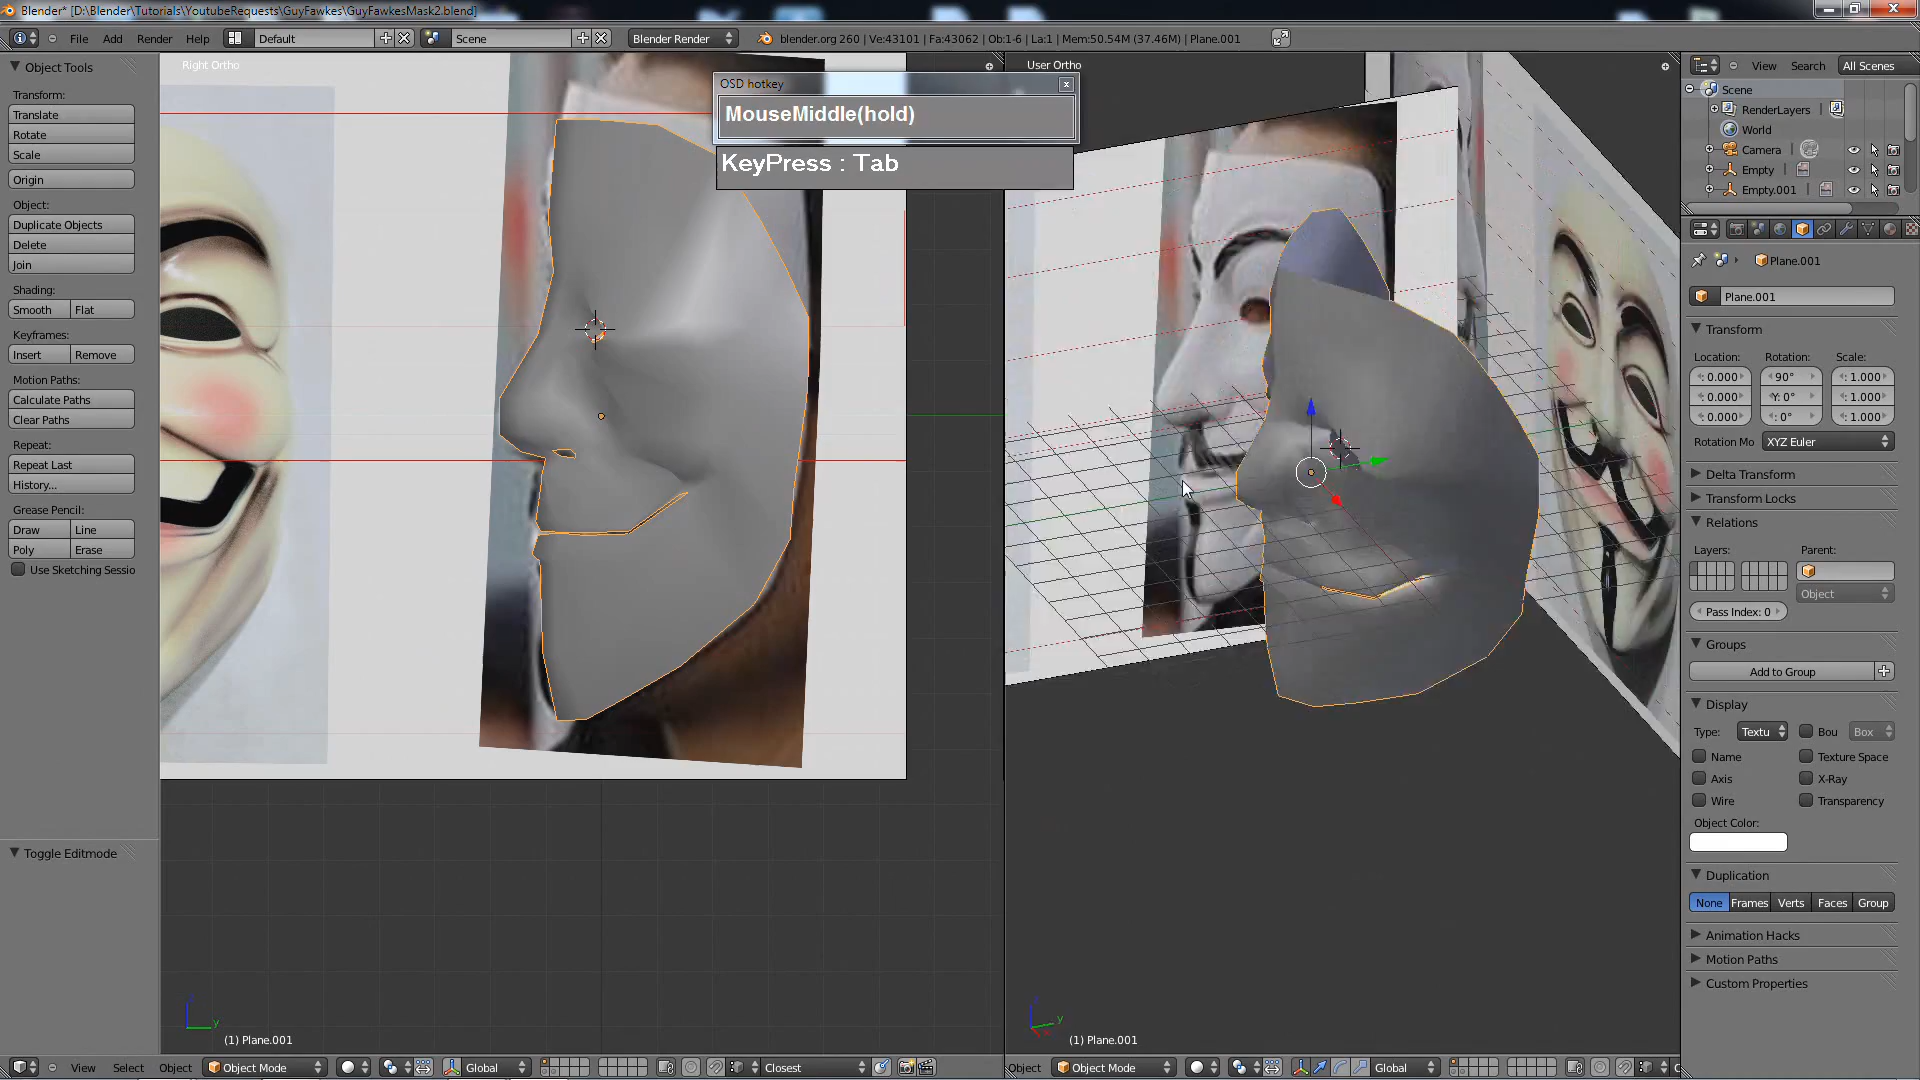 Blender* [D:\Blender\Tutorials\YoutubeRequests\GuyFawkes\GuyFawkesMask2.blend]
File Add Render Help Default Scene Blender Render blender.org 260 | Ve:43101 | Fa:43062 | Ob:1-6 | La:1 | Mem:50.54M (37.46M) | Plane.001
Object Tools
Transform:
Translate
Rotate
Scale
Origin
Object:
Duplicate Objects
Delete
Join
Shading:
Smooth Flat
Keyframes:
Insert Remove
Motion Paths:
Calculate Paths
Clear Paths
Repeat:
Repeat Last
History...
Grease Pencil:
Draw Line
Poly Erase
Use Sketching Sessio
Toggle Editmode
Right Ortho
OSD hotkey
MouseMiddle(hold)
KeyPress : Tab
User Ortho
(1) Plane.001
(1) Plane.001
View Select Object Object Mode Global Closest
Object Object Mode Global
View Search All Scenes
Scene
RenderLayers
World
Camera
Empty
Empty.001
Plane.001
Plane.001
Transform
Location: Rotation: Scale:
0.000 90° 1.000
0.000 Y: 0° 1.000
0.000 : 0° 1.000
Rotation Mo XYZ Euler
Delta Transform
Transform Locks
Relations
Layers: Parent:
Object
Pass Index: 0
Groups
Add to Group
Display
Type: Textu Bou Box
Name Texture Space
Axis X-Ray
Wire Transparency
Object Color:
Duplication
None Frames Verts Faces Group
Animation Hacks
Motion Paths
Custom Properties